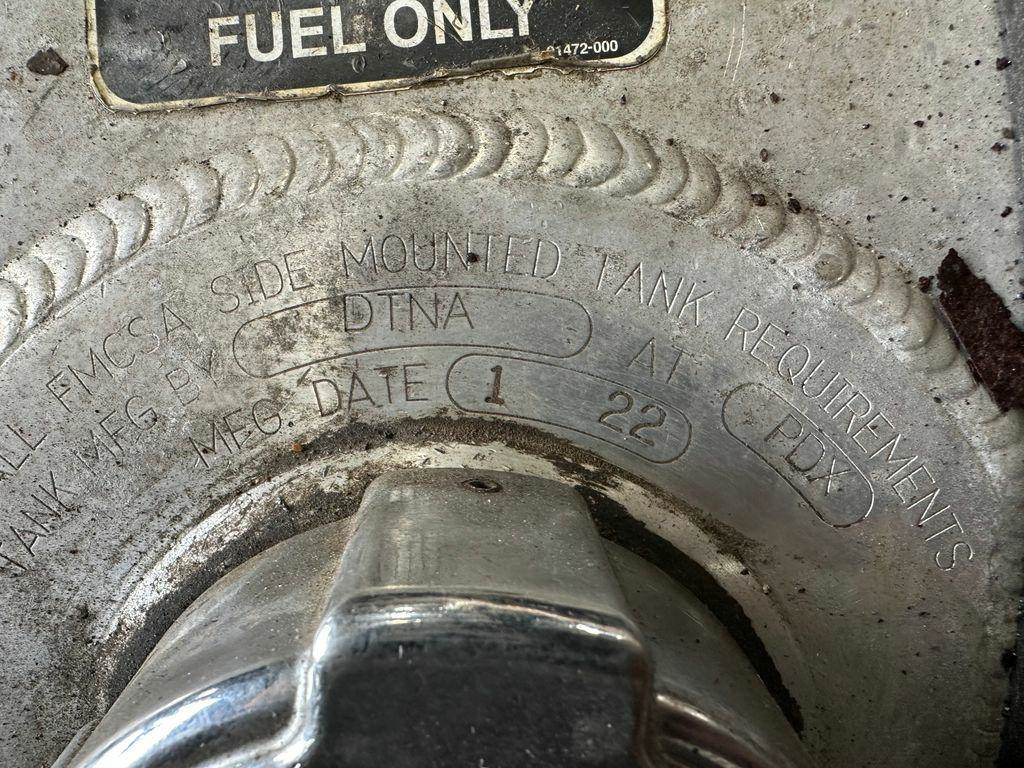 FUEL ONLY
1472-000
ALL FMCSA SIDE MOUNTED TANK REQUIREMENTS
TANK MFG BY DTNA AT PDX
MFG. DATE 1 22